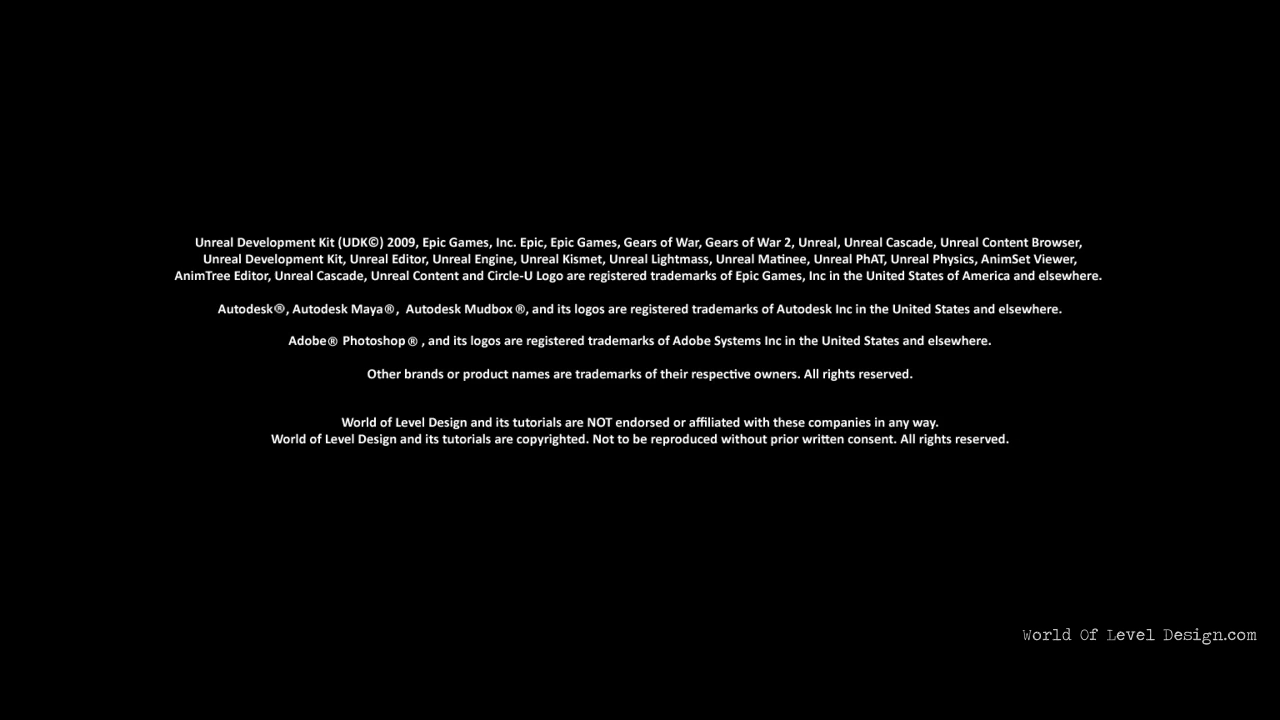 Unreal Development Kit (UDK©) 2009, Epic Games, Inc. Epic, Epic Games, Gears of War, Gears of War 2, Unreal, Unreal Cascade, Unreal Content Browser,
Unreal Development Kit, Unreal Editor, Unreal Engine, Unreal Kismet, Unreal Lightmass, Unreal Matinee, Unreal PhAT, Unreal Physics, AnimSet Viewer,
AnimTree Editor, Unreal Cascade, Unreal Content and Circle-U Logo are registered trademarks of Epic Games, Inc in the United States of America and elsewhere.
Autodesk®, Autodesk Maya®, Autodesk Mudbox ®, and its logos are registered trademarks of Autodesk Inc in the United States and elsewhere.
Adobe® Photoshop® , and its logos are registered trademarks of Adobe Systems Inc in the United States and elsewhere.
Other brands or product names are trademarks of their respective owners. All rights reserved.
World of Level Design and its tutorials are NOT endorsed or affiliated with these companies in any way.
World of Level Design and its tutorials are copyrighted. Not to be reproduced without prior written consent. All rights reserved.
World Of Level Design.com